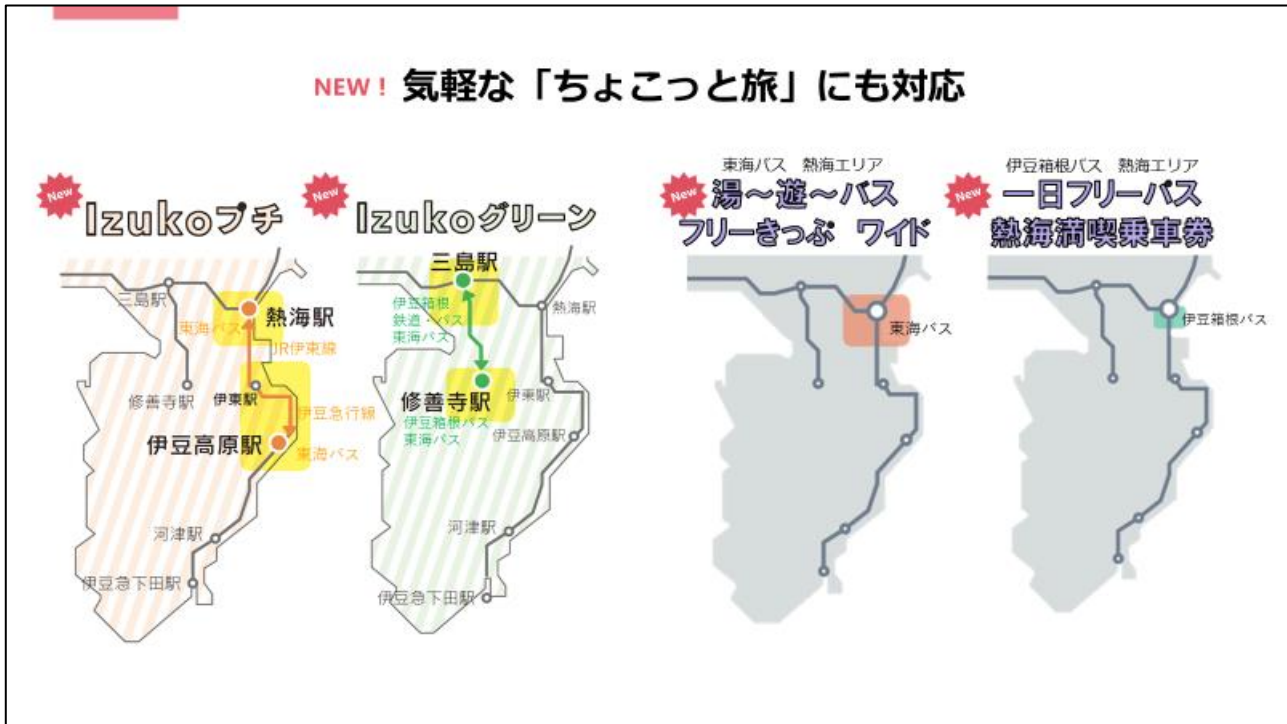 NEW! 気軽な「ちょこっと旅」にも対応
New
Izukoプチ
三島駅
熱海駅
東海バス
JR伊東線
修善寺駅
伊東駅
伊豆急行線
伊豆高原駅
東海バス
河津駅
伊豆急下田駅
New
Izukoグリーン
三島駅
伊豆箱根
鉄道・バス
東海バス
熱海駅
修善寺駅
伊東駅
伊豆箱根バス
東海バス
伊豆高原駅
河津駅
伊豆急下田駅
東海バス 熱海エリア
New
湯~遊~バス
フリーきっぷ ワイド
東海バス
伊豆箱根バス 熱海エリア
New
一日フリーパス
熱海満喫乗車券
伊豆箱根バス